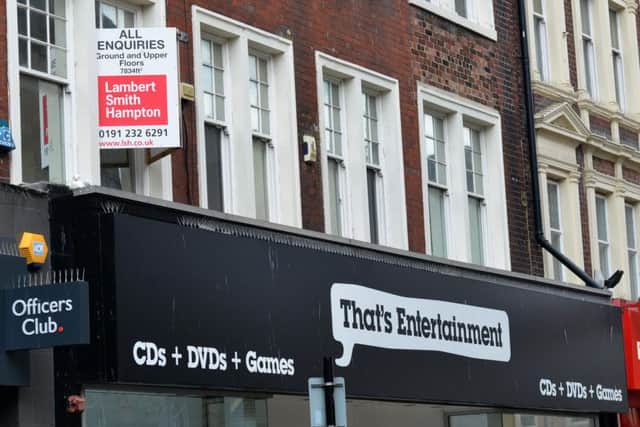 ALL
ENQUIRIES
Ground and Upper
Floors
7834ft²
Lambert
Smith
Hampton
0191 232 6291
www.lsh.co.uk
Officers
Club.
That's Entertainment
CDs + DVDs + Games
CDs + DVDs + Games